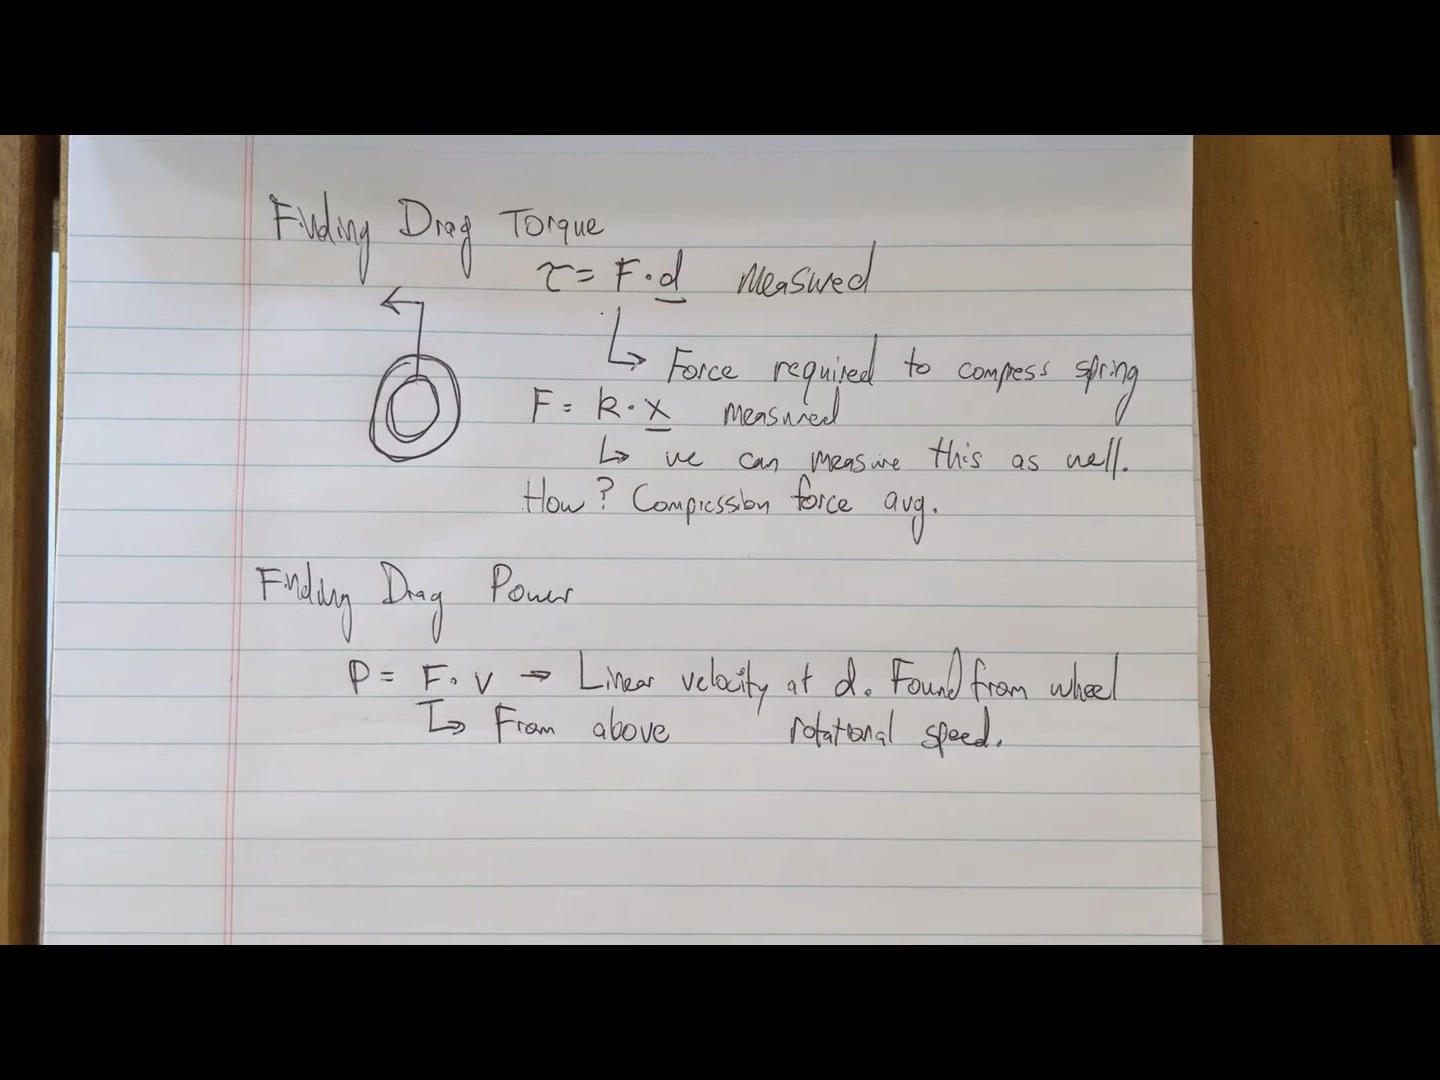 Finding Drag Torque
τ = F · d measured
↳ Force required to compress spring
F = k · x measured
↳ we can measure this as well.
How? Compression force avg.
Finding Drag Power
P = F · v → Linear velocity at d. Found from wheel
↳ From above rotational speed.